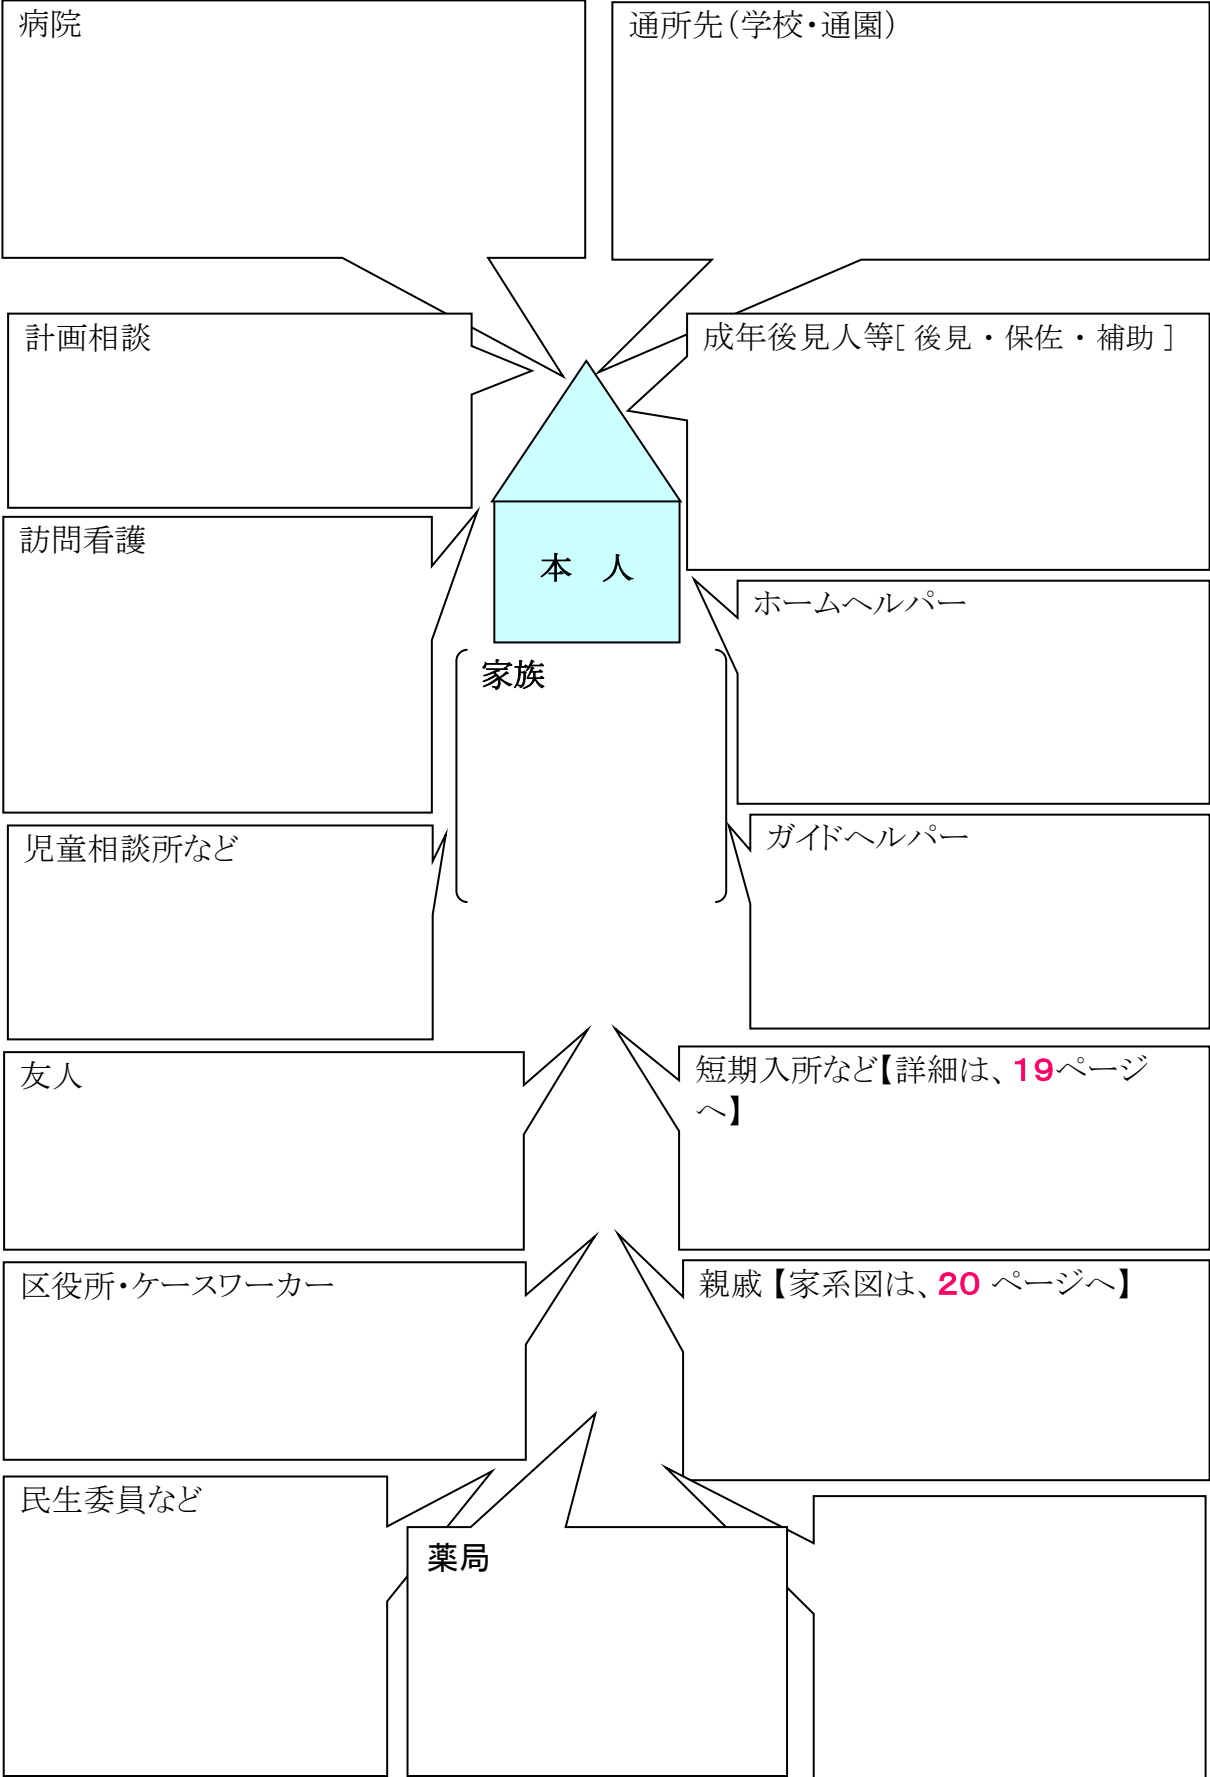 病院
通所先(学校・通園)
計画相談
成年後見人等[ 後見 ・ 保佐 ・ 補助 ]
訪問看護
本　人
ホームヘルパー
家族
児童相談所など
ガイドヘルパー
友人
短期入所など【詳細は、19ページ
へ】
区役所・ケースワーカー
親戚【家系図は、20 ページへ】
民生委員など
薬局